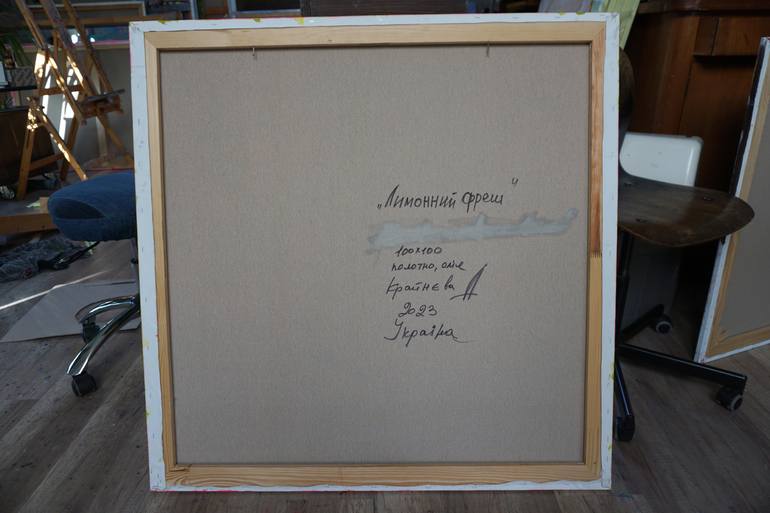 „Лимонний фреш"
100х100
полотно, олія
Крайнєва Л
2023
Україна